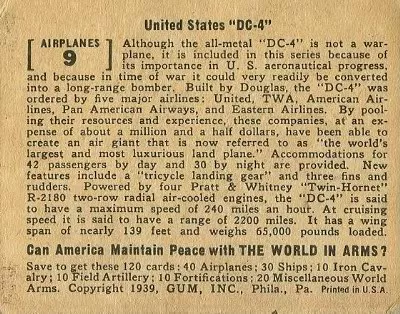 United States "DC-4"
[AIRPLANES 9]
Although the all-metal "DC-4" is not a war-
plane, it is included in this series because of
its importance in U. S. aeronautical progress,
and because in time of war it could very readily be converted
into a long-range bomber. Built by Douglas, the "DC-4" was
ordered by five major airlines: United, TWA, American Air-
lines, Pan American Airways, and Eastern Airlines. By pool-
ing their resources and experience, these companies, at an ex-
pense of about a million and a half dollars, have been able to
create an air giant that is now referred to as "the world's
largest and most luxurious land plane." Accommodations for
42 passengers by day and 30 by night are provided. New
features include a "tricycle landing gear" and three fins and
rudders. Powered by four Pratt & Whitney "Twin-Hornet"
R-2180 two-row radial air-cooled engines, the "DC-4" is said
to have a maximum speed of 240 miles an hour. At cruising
speed it is said to have a range of 2200 miles. It has a wing
span of nearly 139 feet and weighs 65,000 pounds loaded.
Can America Maintain Peace with THE WORLD IN ARMS?
Save to get these 120 cards: 40 Airplanes; 30 Ships; 10 Iron Cav-
alry; 10 Field Artillery; 10 Fortifications; 20 Miscellaneous World
Arms. Copyright 1939, GUM, INC., Phila., Pa. Printed in U.S.A.